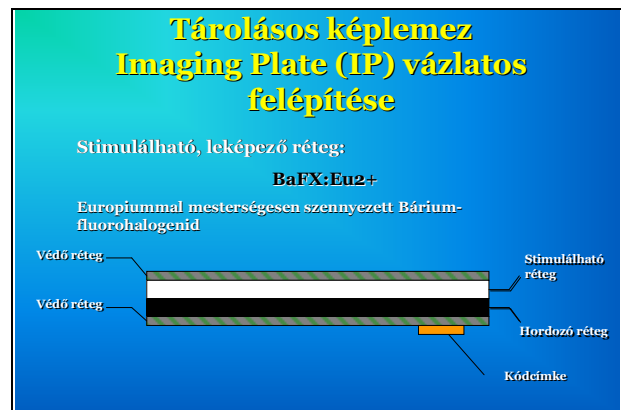 Tárolásos képlemez
Imaging Plate (IP) vázlatos
felépítése
Stimulálható, leképező réteg:
BaFX:Eu2+
Europiummal mesterségesen szennyezett Bárium-
fluorohalogenid
Védő réteg
Stimulálható
réteg
Védő réteg
Hordozó réteg
Kódcímke